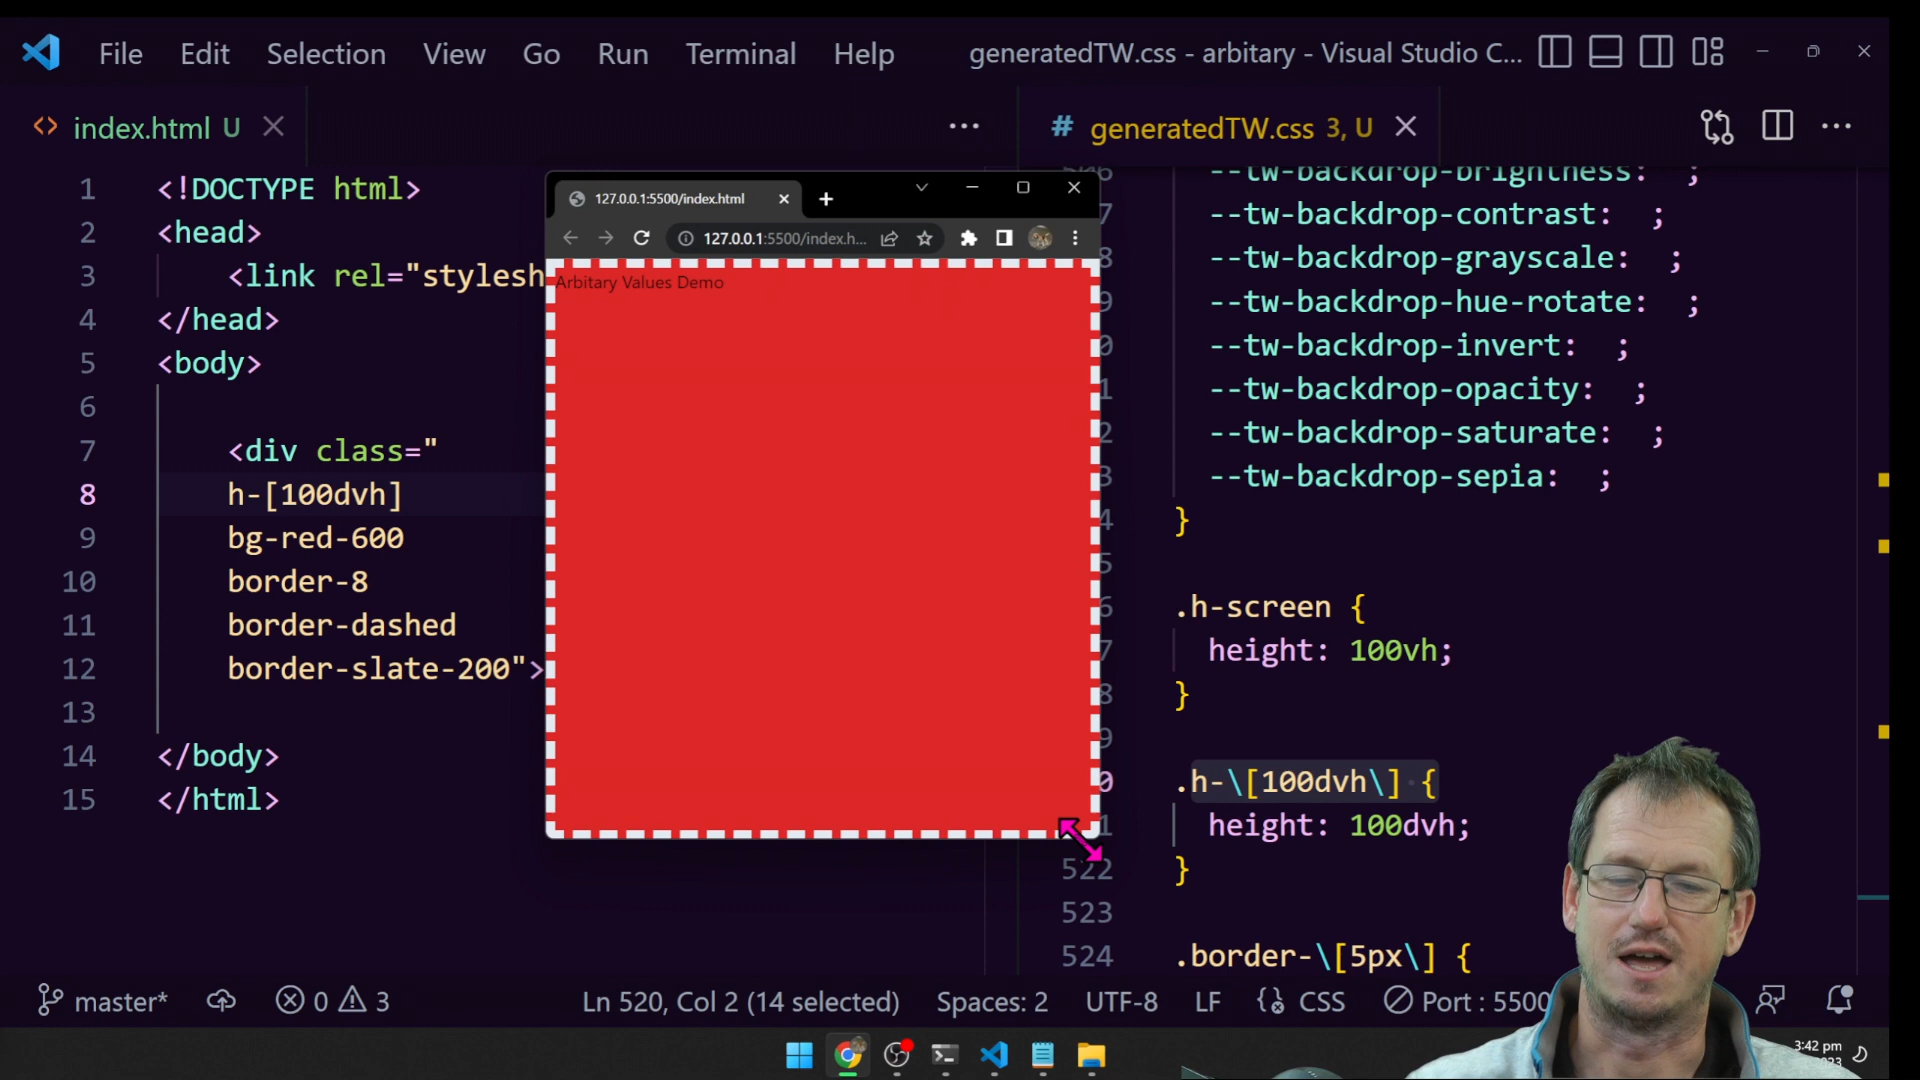 File Edit Selection View Go Run Terminal Help generatedTW.css - arbitary - Visual Studio C...
index.html U
# generatedTW.css 3, U
1 <!DOCTYPE html>
2 <head>
3 <link rel="stylesh
4 </head>
5 <body>
6
7 <div class="
8 h-[100dvh]
9 bg-red-600
10 border-8
11 border-dashed
12 border-slate-200">
13
14 </body>
15 </html>
127.0.0.1:5500/index.html
127.0.0.1:5500/index.h...
Arbitary Values Demo
--tw-backdrop-brightness: ;
--tw-backdrop-contrast: ;
--tw-backdrop-grayscale: ;
--tw-backdrop-hue-rotate: ;
--tw-backdrop-invert: ;
--tw-backdrop-opacity: ;
--tw-backdrop-saturate: ;
--tw-backdrop-sepia: ;
}
.h-screen {
height: 100vh;
}
.h-\[100dvh\] {
height: 100dvh;
522 }
523
524 .border-\[5px\] {
master* 0 3 Ln 520, Col 2 (14 selected) Spaces: 2 UTF-8 LF CSS Port : 5500
3:42 pm